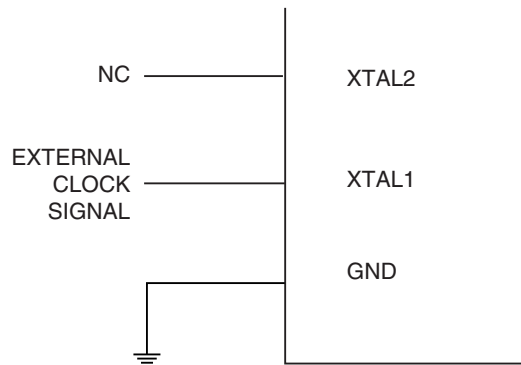 NC
XTAL2
EXTERNAL
CLOCK
SIGNAL
XTAL1
GND